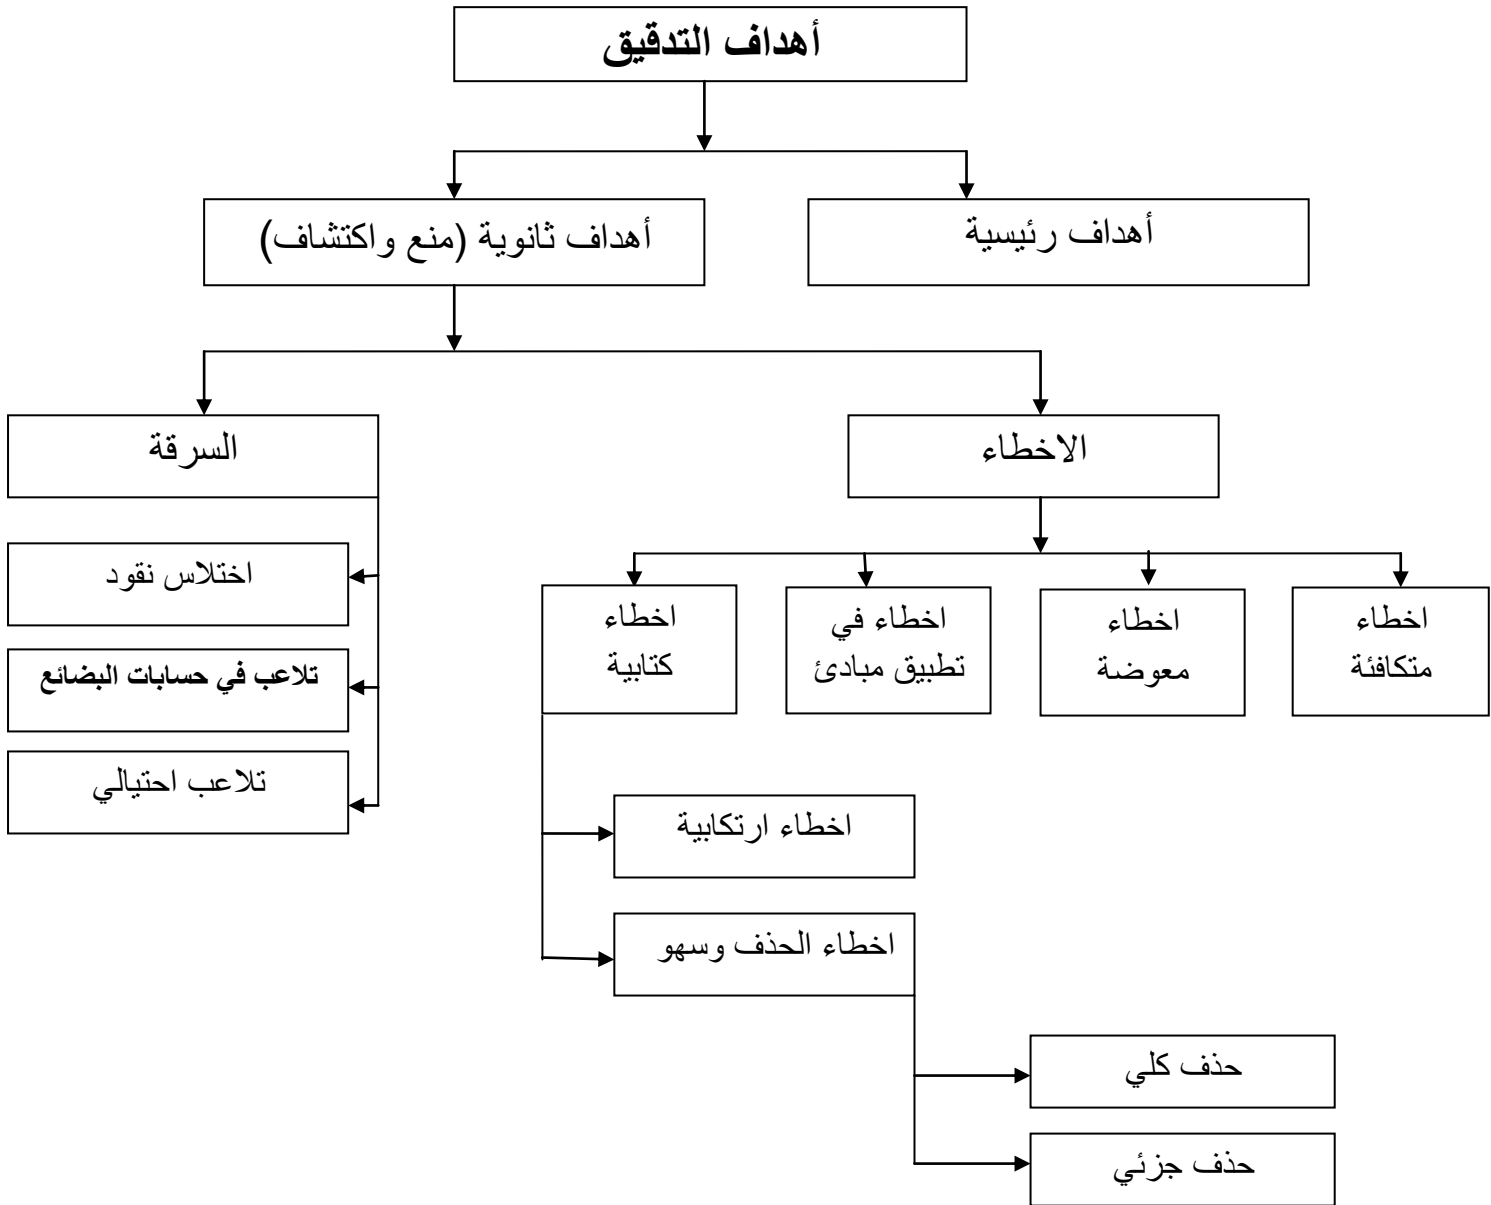 أهداف التدقيق
أهداف رئيسية
أهداف ثانوية (منع واكتشاف)
الاخطاء
السرقة
اخطاء
متكافئة
اخطاء
معوضة
اخطاء في
تطبيق مبادئ
اخطاء
كتابية
اختلاس نقود
تلاعب في حسابات البضائع
تلاعب احتيالي
اخطاء ارتكابية
اخطاء الحذف وسهو
حذف كلي
حذف جزئي